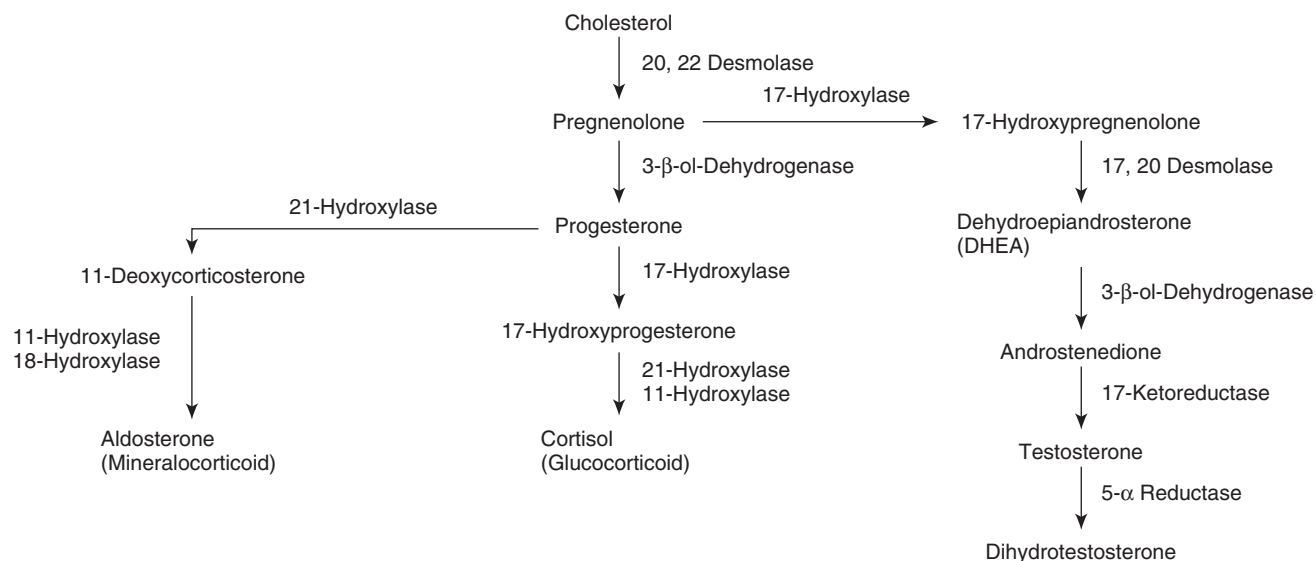 Cholesterol
20, 22 Desmolase
17-Hydroxylase
Pregnenolone
17-Hydroxypregnenolone
3-β-ol-Dehydrogenase
17, 20 Desmolase
21-Hydroxylase
Progesterone
Dehydroepiandrosterone
(DHEA)
11-Deoxycorticosterone
17-Hydroxylase
3-β-ol-Dehydrogenase
11-Hydroxylase
18-Hydroxylase
17-Hydroxyprogesterone
Androstenedione
21-Hydroxylase
11-Hydroxylase
17-Ketoreductase
Aldosterone
(Mineralocorticoid)
Cortisol
(Glucocorticoid)
Testosterone
5-α Reductase
Dihydrotestosterone